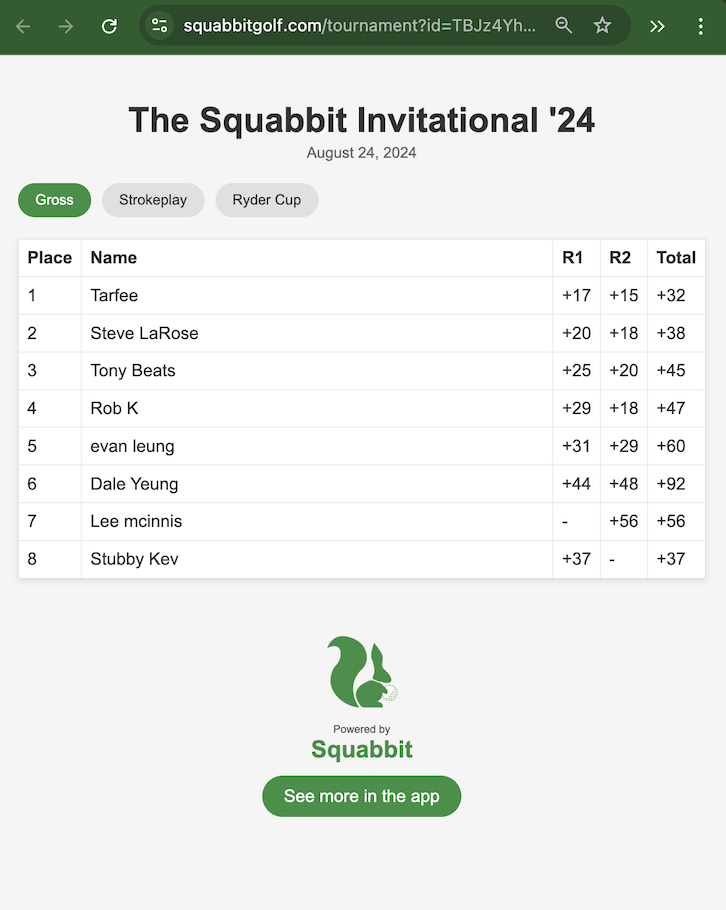 squabbitgolf.com/tournament?id=TBJz4Yh...
The Squabbit Invitational '24
August 24, 2024
Gross Strokeplay Ryder Cup
Place Name R1 R2 Total
1 Tarfee +17 +15 +32
2 Steve LaRose +20 +18 +38
3 Tony Beats +25 +20 +45
4 Rob K +29 +18 +47
5 evan leung +31 +29 +60
6 Dale Yeung +44 +48 +92
7 Lee mcinnis - +56 +56
8 Stubby Kev +37 - +37
Powered by
Squabbit
See more in the app